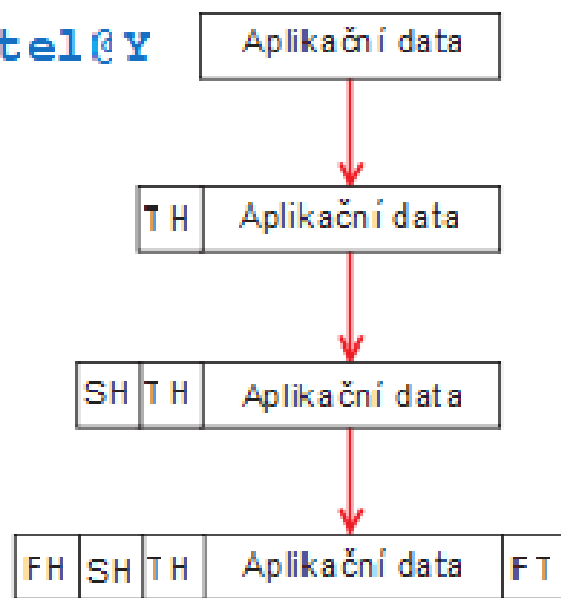 tel@Y
Aplikační data
TH Aplikační data
SH TH Aplikační data
FH SH TH Aplikační data FT